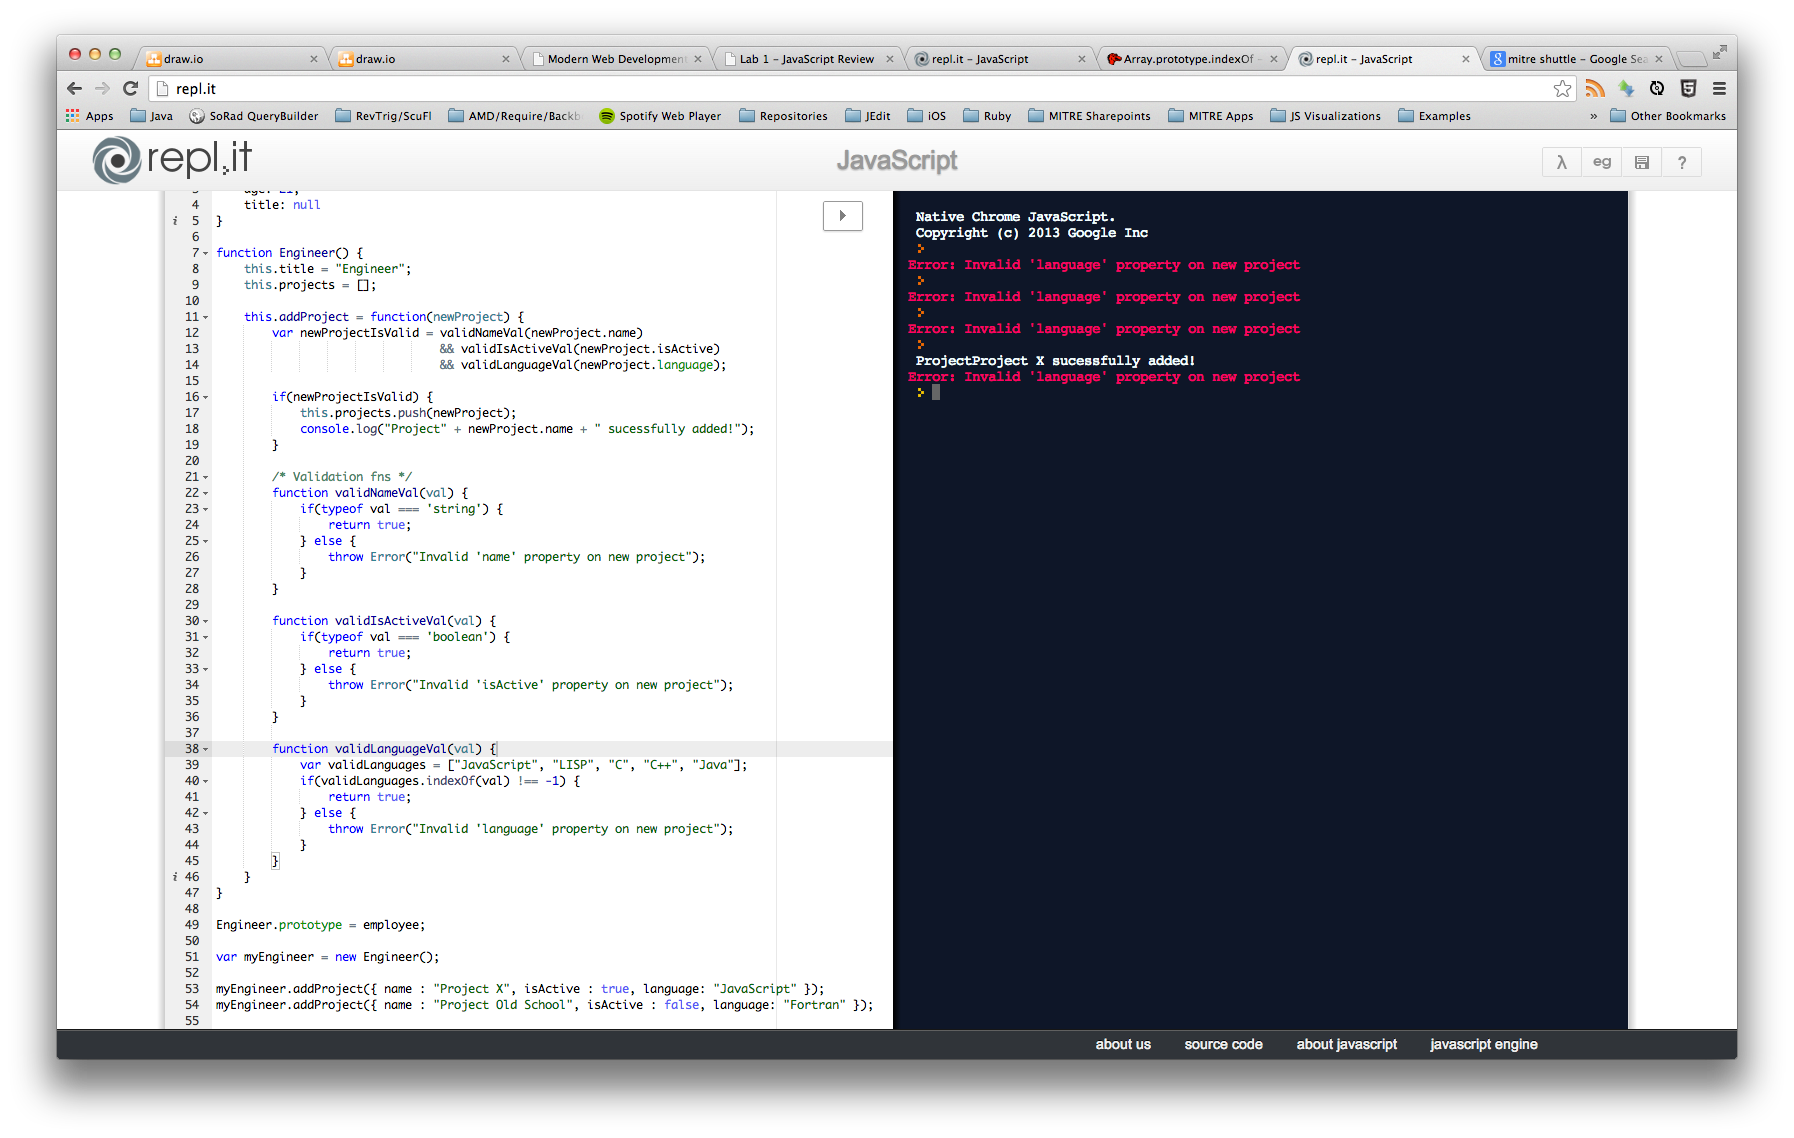 draw.io
draw.io
Modern Web Developmen
Lab 1 – JavaScript Review
repl.it – JavaScript
Array.prototype.indexOf –
repl.it – JavaScript
mitre shuttle – Google Sea
repl.it
Apps Java SoRad QueryBuilder RevTrig/ScuFl AMD/Require/Backb Spotify Web Player Repositories JEdit iOS Ruby MITRE Sharepoints MITRE Apps JS Visualizations Examples » Other Bookmarks
repl.it
JavaScript
λ eg ?
4 title: null
i 5 }
6
7 function Engineer() {
8 this.title = "Engineer";
9 this.projects = [];
10
11 this.addProject = function(newProject) {
12 var newProjectIsValid = validNameVal(newProject.name)
13 && validIsActiveVal(newProject.isActive)
14 && validLanguageVal(newProject.language);
15
16 if(newProjectIsValid) {
17 this.projects.push(newProject);
18 console.log("Project" + newProject.name + " sucessfully added!");
19 }
20
21 /* Validation fns */
22 function validNameVal(val) {
23 if(typeof val === 'string') {
24 return true;
25 } else {
26 throw Error("Invalid 'name' property on new project");
27 }
28 }
29
30 function validIsActiveVal(val) {
31 if(typeof val === 'boolean') {
32 return true;
33 } else {
34 throw Error("Invalid 'isActive' property on new project");
35 }
36 }
37
38 function validLanguageVal(val) {
39 var validLanguages = ["JavaScript", "LISP", "C", "C++", "Java"];
40 if(validLanguages.indexOf(val) !== -1) {
41 return true;
42 } else {
43 throw Error("Invalid 'language' property on new project");
44 }
45 }
i 46 }
47 }
48
49 Engineer.prototype = employee;
50
51 var myEngineer = new Engineer();
52
53 myEngineer.addProject({ name : "Project X", isActive : true, language: "JavaScript" });
54 myEngineer.addProject({ name : "Project Old School", isActive : false, language: "Fortran" });
55
Native Chrome JavaScript.
Copyright (c) 2013 Google Inc
>
Error: Invalid 'language' property on new project
>
Error: Invalid 'language' property on new project
>
Error: Invalid 'language' property on new project
>
ProjectProject X sucessfully added!
Error: Invalid 'language' property on new project
>
about us source code about javascript javascript engine